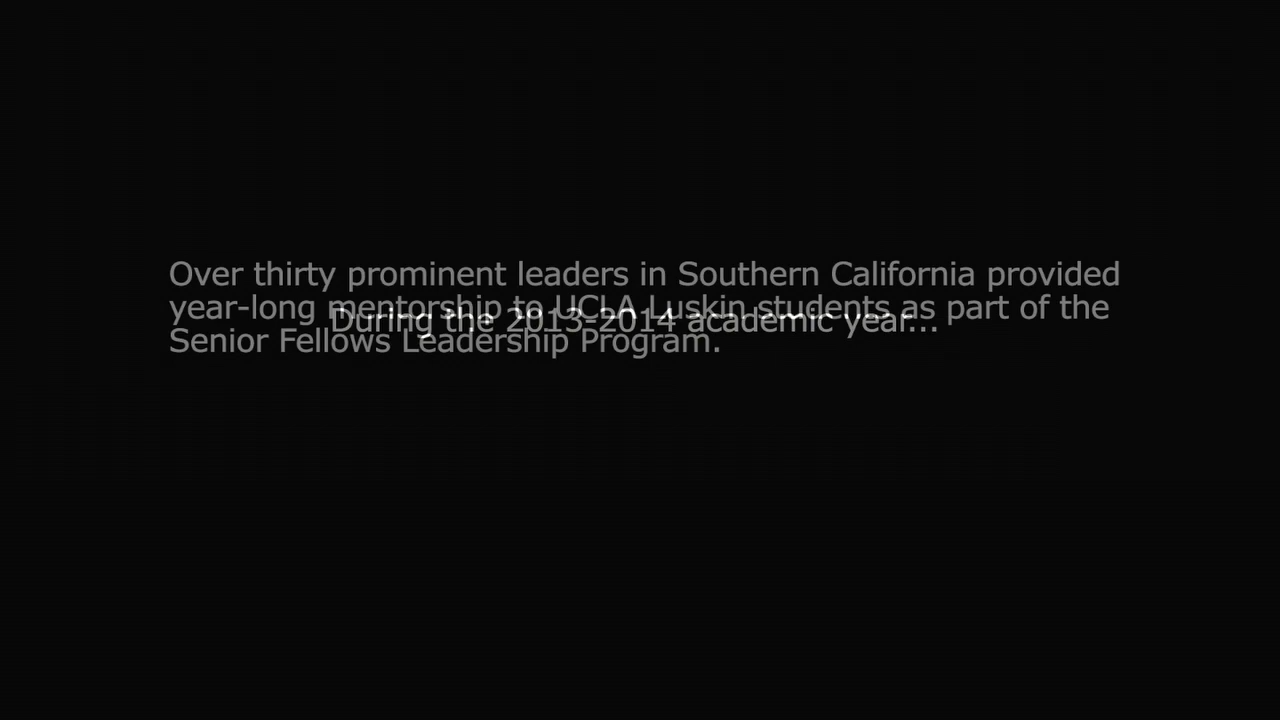 Over thirty prominent leaders in Southern California provided
year-long mentorship to UCLA Luskin students as part of the
During the 2013-2014 academic year...
Senior Fellows Leadership Program.